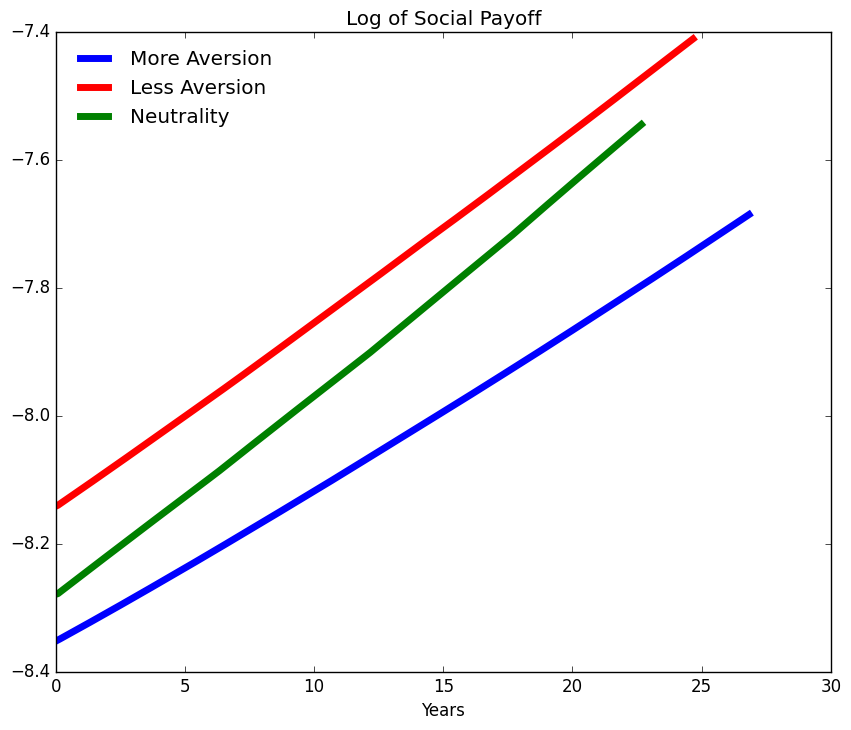 Log of Social Payoff
−7.4
More Aversion
Less Aversion
Neutrality
−7.6
−7.8
−8.0
−8.2
−8.4
0 5 10 15 20 25 30
Years